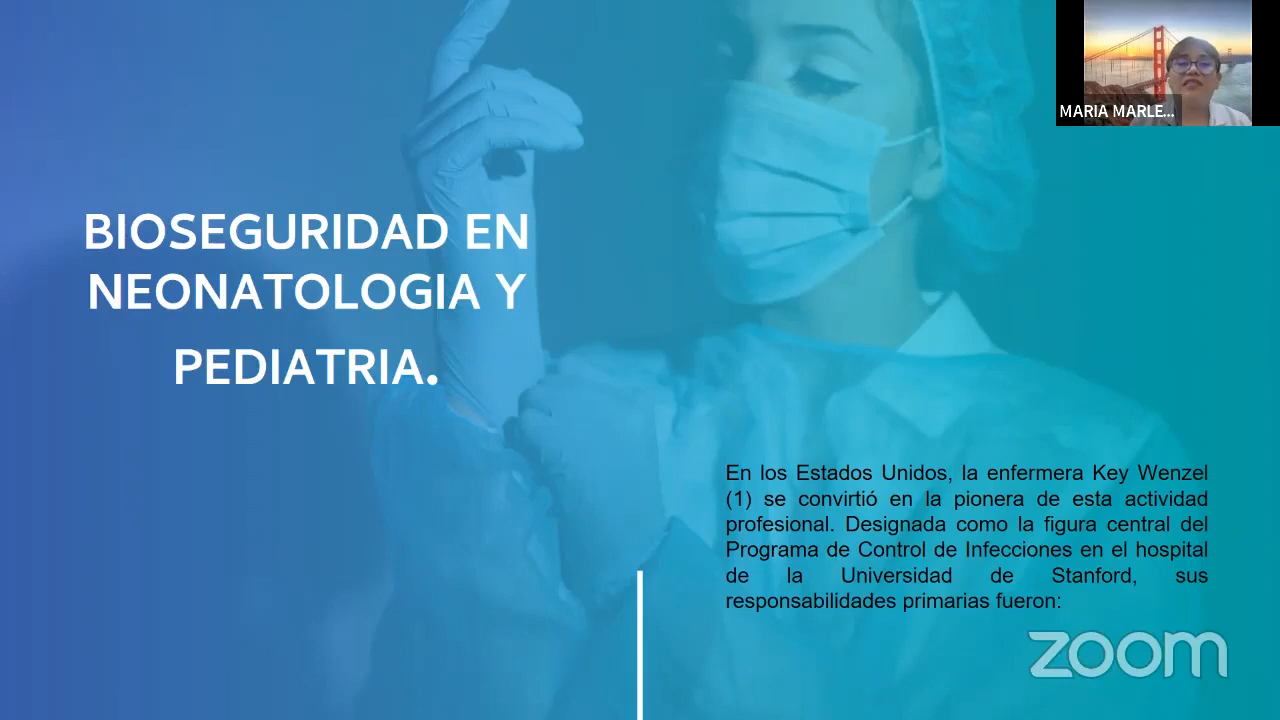 MARIA MARLE...
BIOSEGURIDAD EN
NEONATOLOGIA Y
PEDIATRIA.
En los Estados Unidos, la enfermera Key Wenzel
(1) se convirtió en la pionera de esta actividad
profesional. Designada como la figura central del
Programa de Control de Infecciones en el hospital
de la Universidad de Stanford, sus
responsabilidades primarias fueron:
zoom